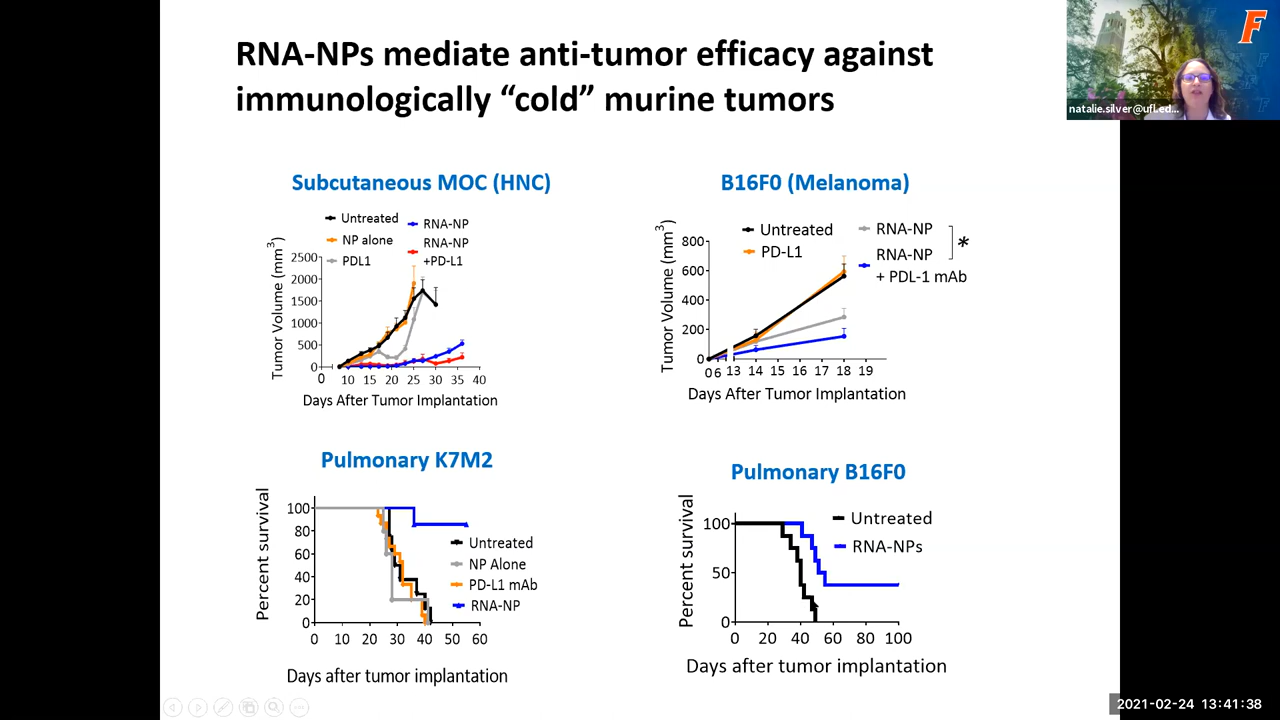 RNA-NPs mediate anti-tumor efficacy against
immunologically “cold” murine tumors
F
natalie.silver@ufl.ed...
Subcutaneous MOC (HNC)
Untreated
NP alone
PDL1
RNA-NP
RNA-NP
+PD-L1
Tumor Volume (mm3)
2500
2000
1500
1000
500
0
0 10 15 20 25 30 35 40
Days After Tumor Implantation
B16F0 (Melanoma)
Untreated
PD-L1
RNA-NP
RNA-NP
+ PDL-1 mAb
*
Tumor Volume (mm3)
800
600
400
200
0
0 6 13 14 15 16 17 18 19
Days After Tumor Implantation
Pulmonary K7M2
Percent survival
100
80
60
40
20
0
0 10 20 30 40 50 60
Untreated
NP Alone
PD-L1 mAb
RNA-NP
Days after tumor implantation
Pulmonary B16F0
Untreated
RNA-NPs
Percent survival
100
50
0
0 20 40 60 80 100
Days after tumor implantation
2021-02-24 13:41:38